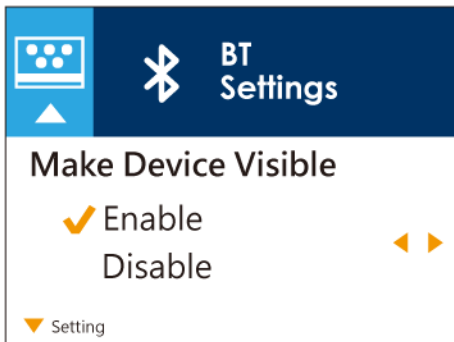 BT
Settings
Make Device Visible
Enable
Disable
Setting